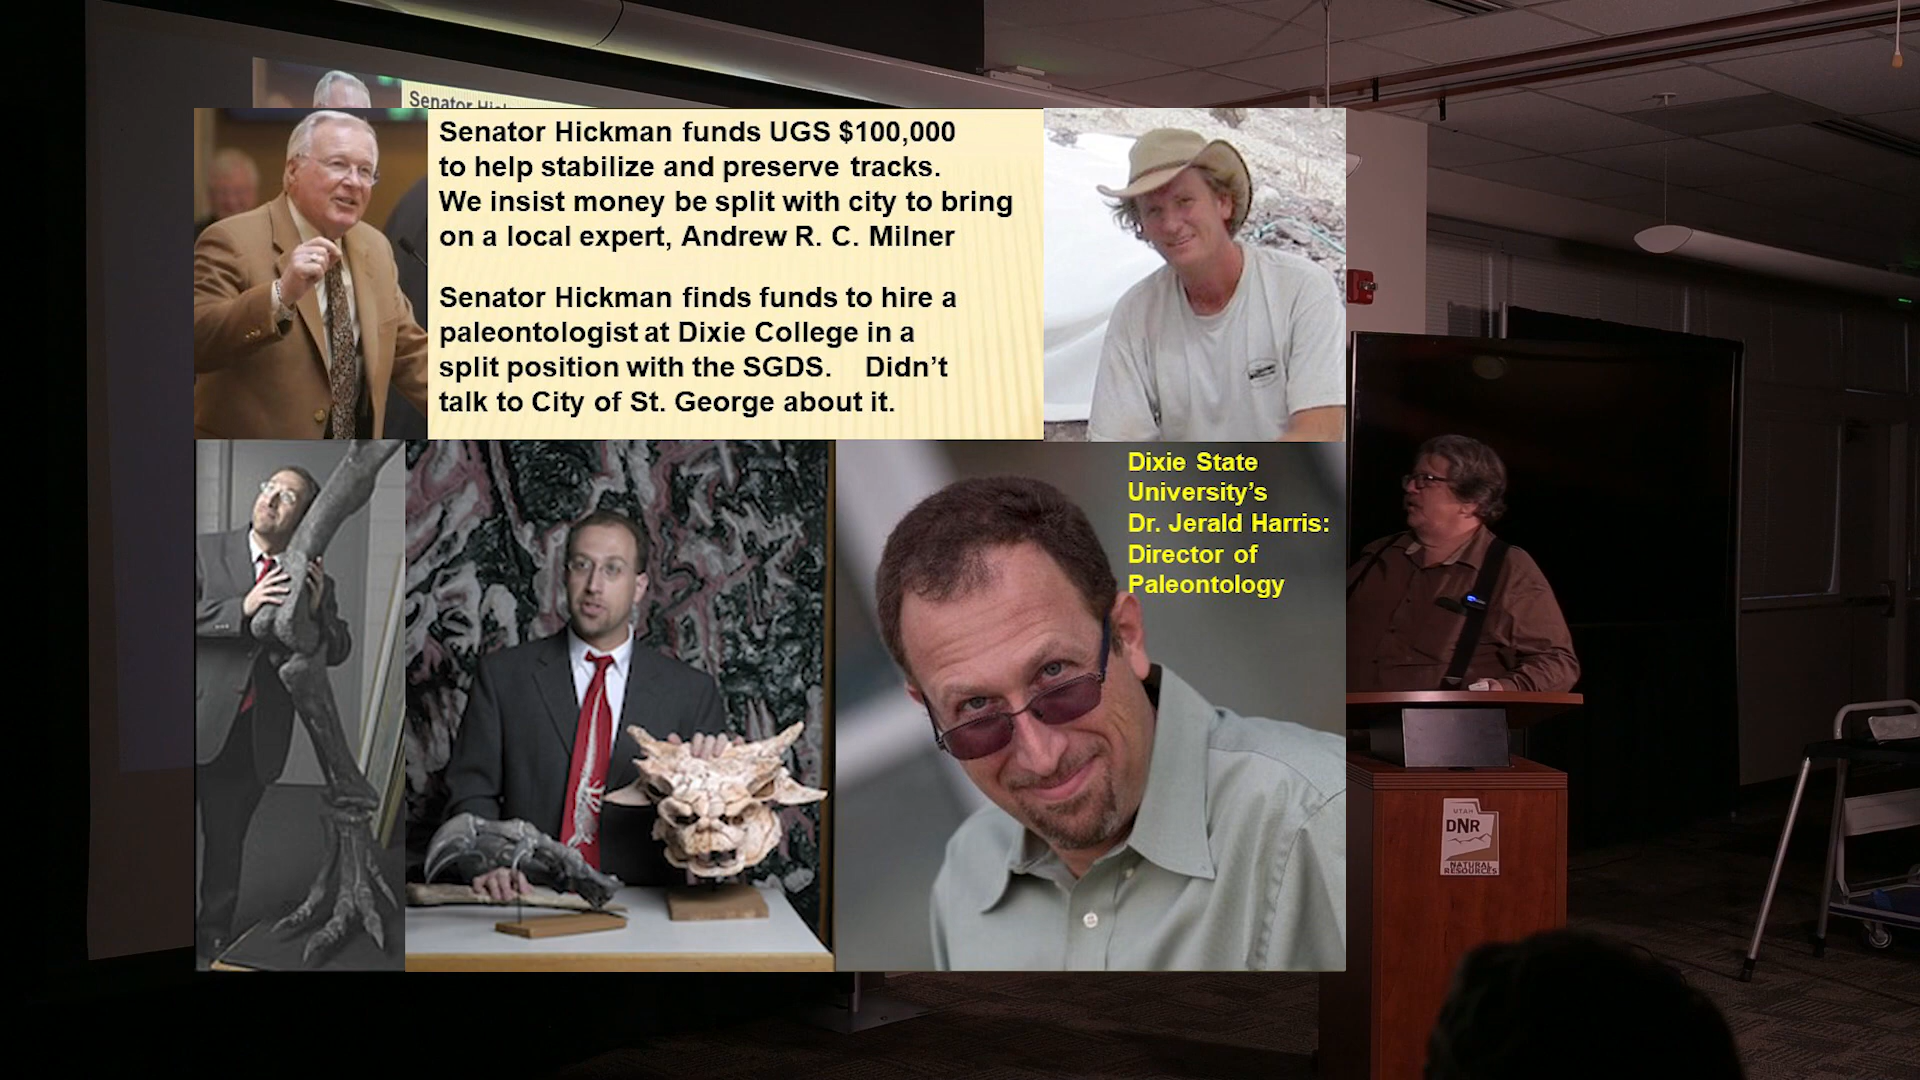 Senator
Senator Hickman funds UGS $100,000
to help stabilize and preserve tracks.
We insist money be split with city to bring
on a local expert, Andrew R. C. Milner
Senator Hickman finds funds to hire a
paleontologist at Dixie College in a
split position with the SGDS. Didn’t
talk to City of St. George about it.
Dixie State
University’s
Dr. Jerald Harris:
Director of
Paleontology
UTAH
DNR
NATURAL
RESOURCES